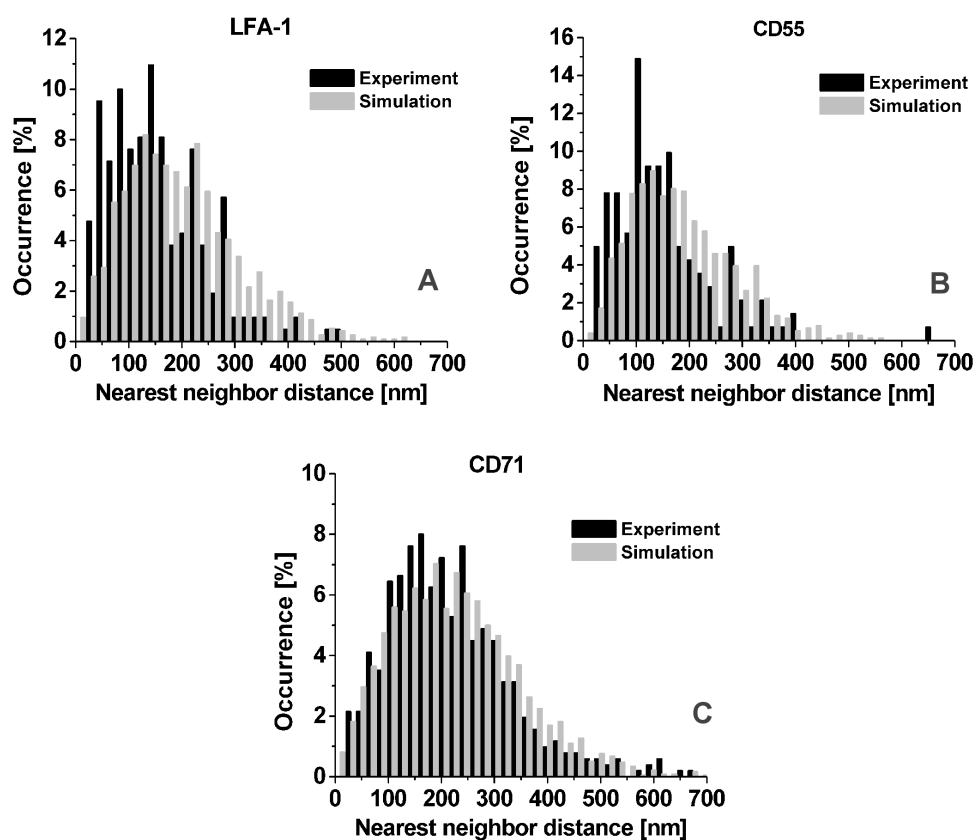 LFA-1
12
10
8
6
4
2
0
Occurrence [%]
Experiment
Simulation
A
0 100 200 300 400 500 600 700
Nearest neighbor distance [nm]
CD55
16
14
12
10
8
6
4
2
0
Occurrence [%]
Experiment
Simulation
B
0 100 200 300 400 500 600 700
Nearest neighbor distance [nm]
CD71
10
8
6
4
2
0
Occurrence [%]
Experiment
Simulation
C
0 100 200 300 400 500 600 700
Nearest neighbor distance [nm]